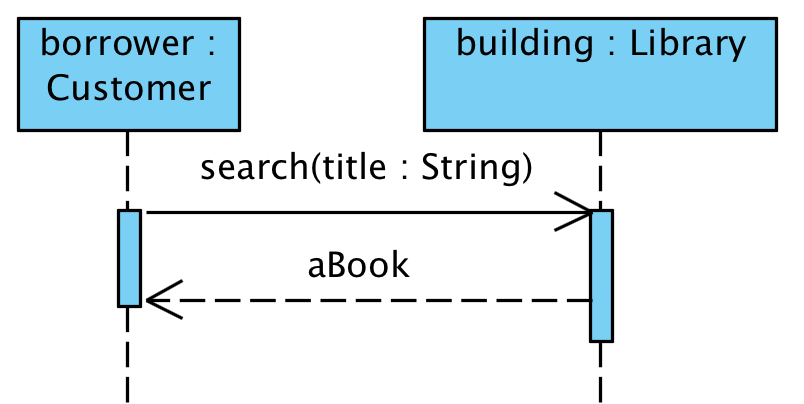 borrower :
Customer
building : Library
search(title : String)
aBook